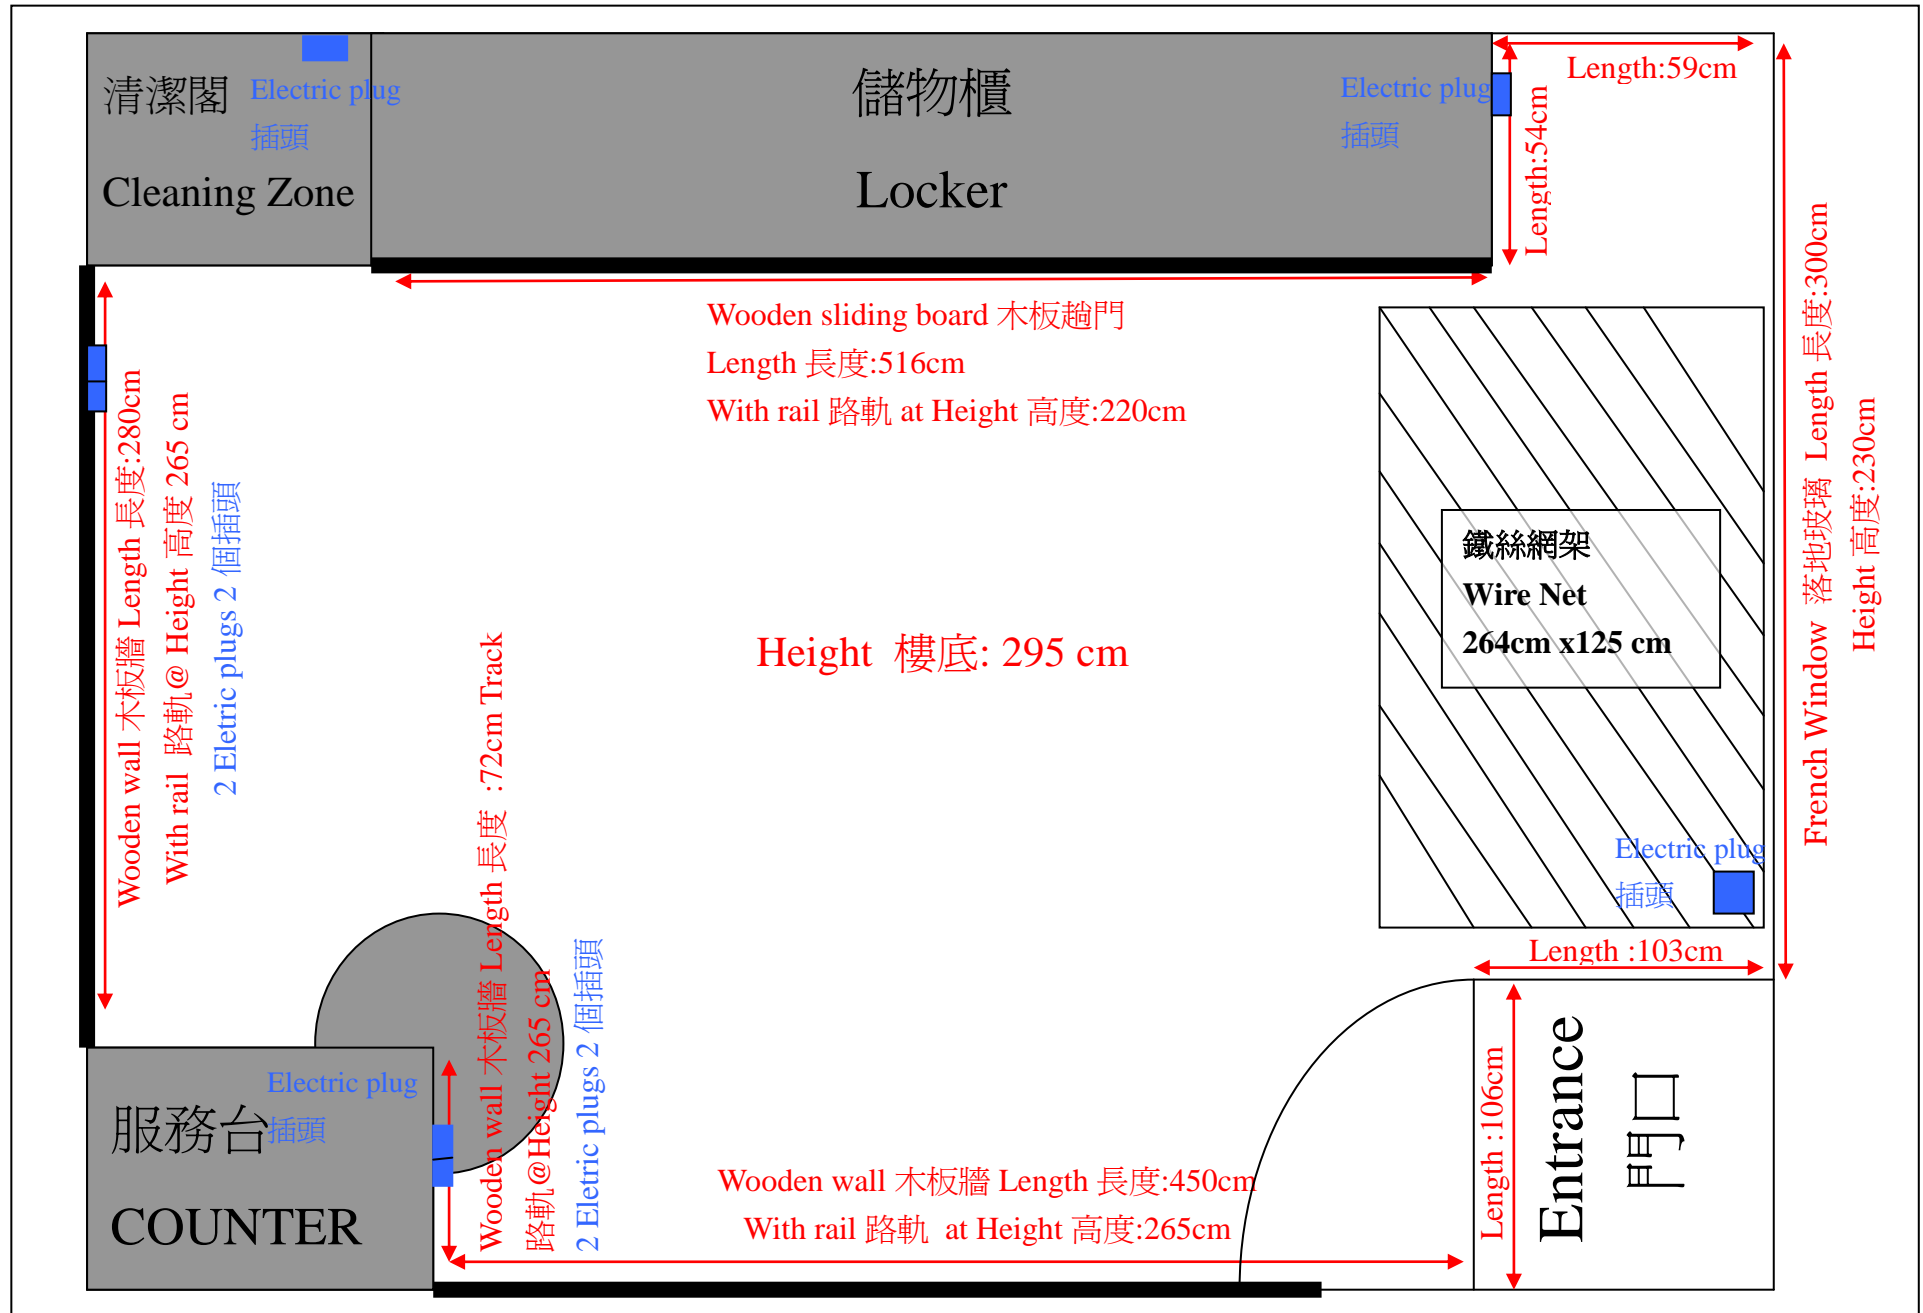 清潔閣
Electric plug
插頭
Cleaning Zone
儲物櫃
Locker
Electric plug
插頭
Length:59cm
Length:54cm
Wooden sliding board 木板趟門
Length 長度:516cm
With rail 路軌 at Height 高度:220cm
Wooden wall 木板牆 Length 長度:280cm
With rail 路軌@ Height 高度 265 cm
2 Eletric plugs 2 個插頭
French Window 落地玻璃 Length 長度:300cm
Height 高度:230cm
鐵絲網架
Wire Net
264cm x125 cm
Height 樓底: 295 cm
Electric plug
插頭
Length :103cm
Wooden wall 木板牆 Length 長度 :72cm Track
路軌@Height 265 cm
2 Eletric plugs 2 個插頭
Electric plug
插頭
服務台
COUNTER
Wooden wall 木板牆 Length 長度:450cm
With rail 路軌 at Height 高度:265cm
Length :106cm
Entrance
門口